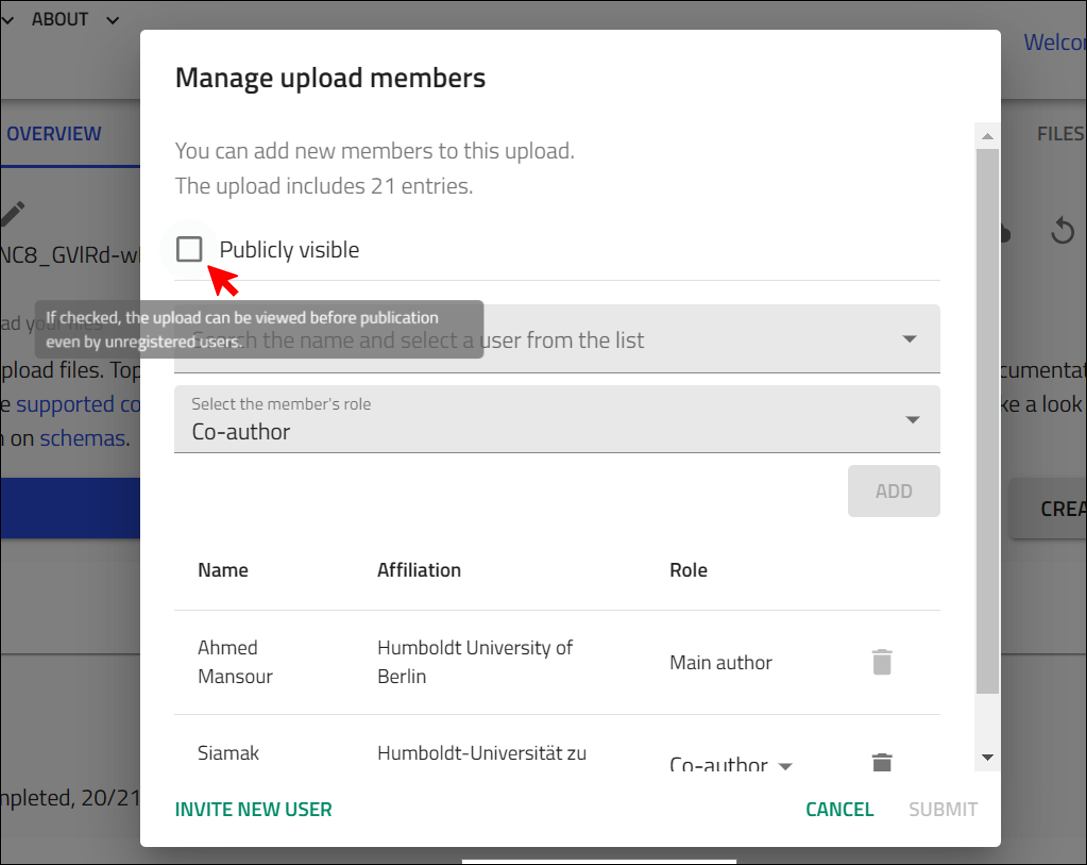 ABOUT
Welcor
OVERVIEW
FILES
Manage upload members
You can add new members to this upload.
The upload includes 21 entries.
NC8_GVlRd-w
Publicly visible
ad your files
If checked, the upload can be viewed before publication
even by unregistered users.
the name and select a user from the list
pload files. Top
cumentat
e supported co
ke a look
n on schemas.
Select the member's role
Co-author
ADD
CREA
Name Affiliation Role
Ahmed
Mansour
Humboldt University of
Berlin
Main author
Siamak
Humboldt-Universität zu
Co-author
mpleted, 20/21
INVITE NEW USER
CANCEL
SUBMIT